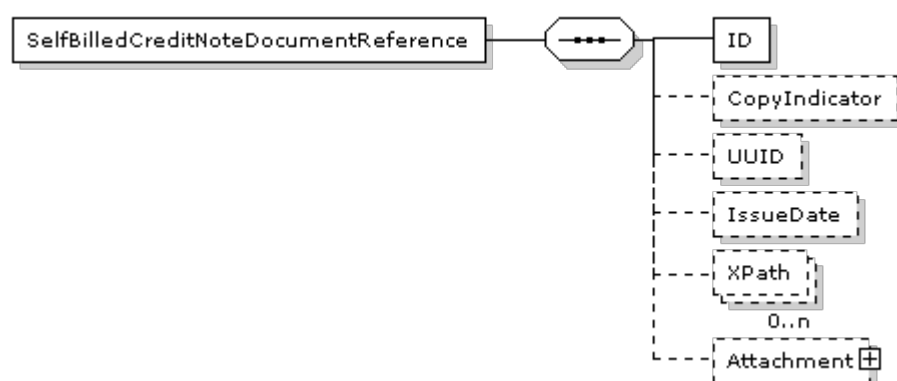 SelfBilledCreditNoteDocumentReference
ID
CopyIndicator
UUID
IssueDate
XPath
0..n
Attachment